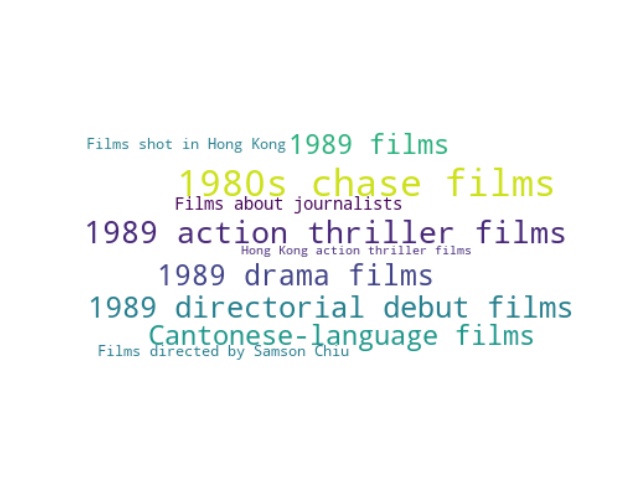 Films shot in Hong Kong
1989 films
1980s chase films
Films about journalists
1989 action thriller films
Hong Kong action thriller films
1989 drama films
1989 directorial debut films
Cantonese-language films
Films directed by Samson Chiu